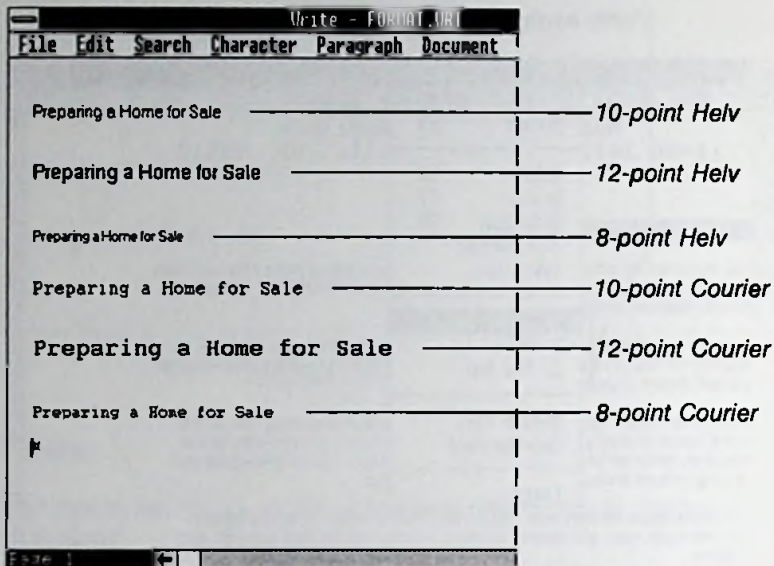 Write - FORMAT.WRI
File Edit Search Character Paragraph Document
Preparing a Home for Sale 10-point Helv
Preparing a Home for Sale 12-point Helv
Preparing a Home for Sale 8-point Helv
Preparing a Home for Sale 10-point Courier
Preparing a Home for Sale 12-point Courier
Preparing a Home for Sale 8-point Courier
Page 1